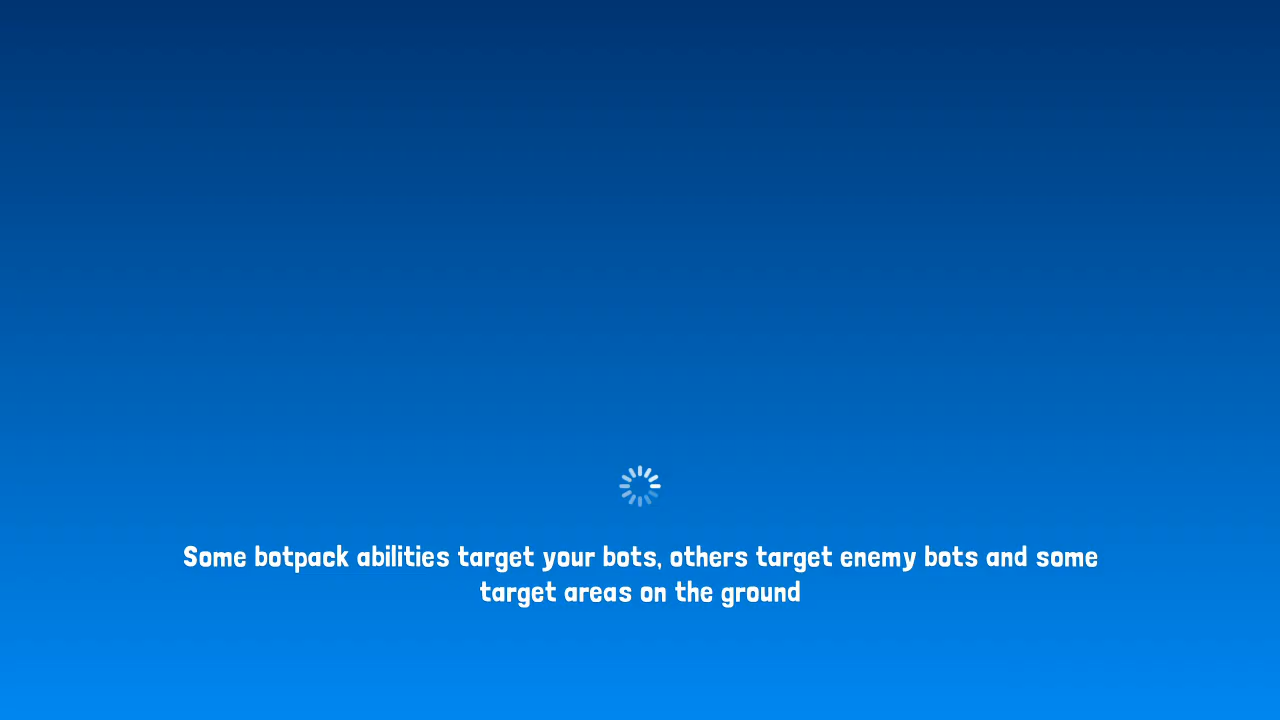 Some botpack abilities target your bots, others target enemy bots and some
target areas on the ground